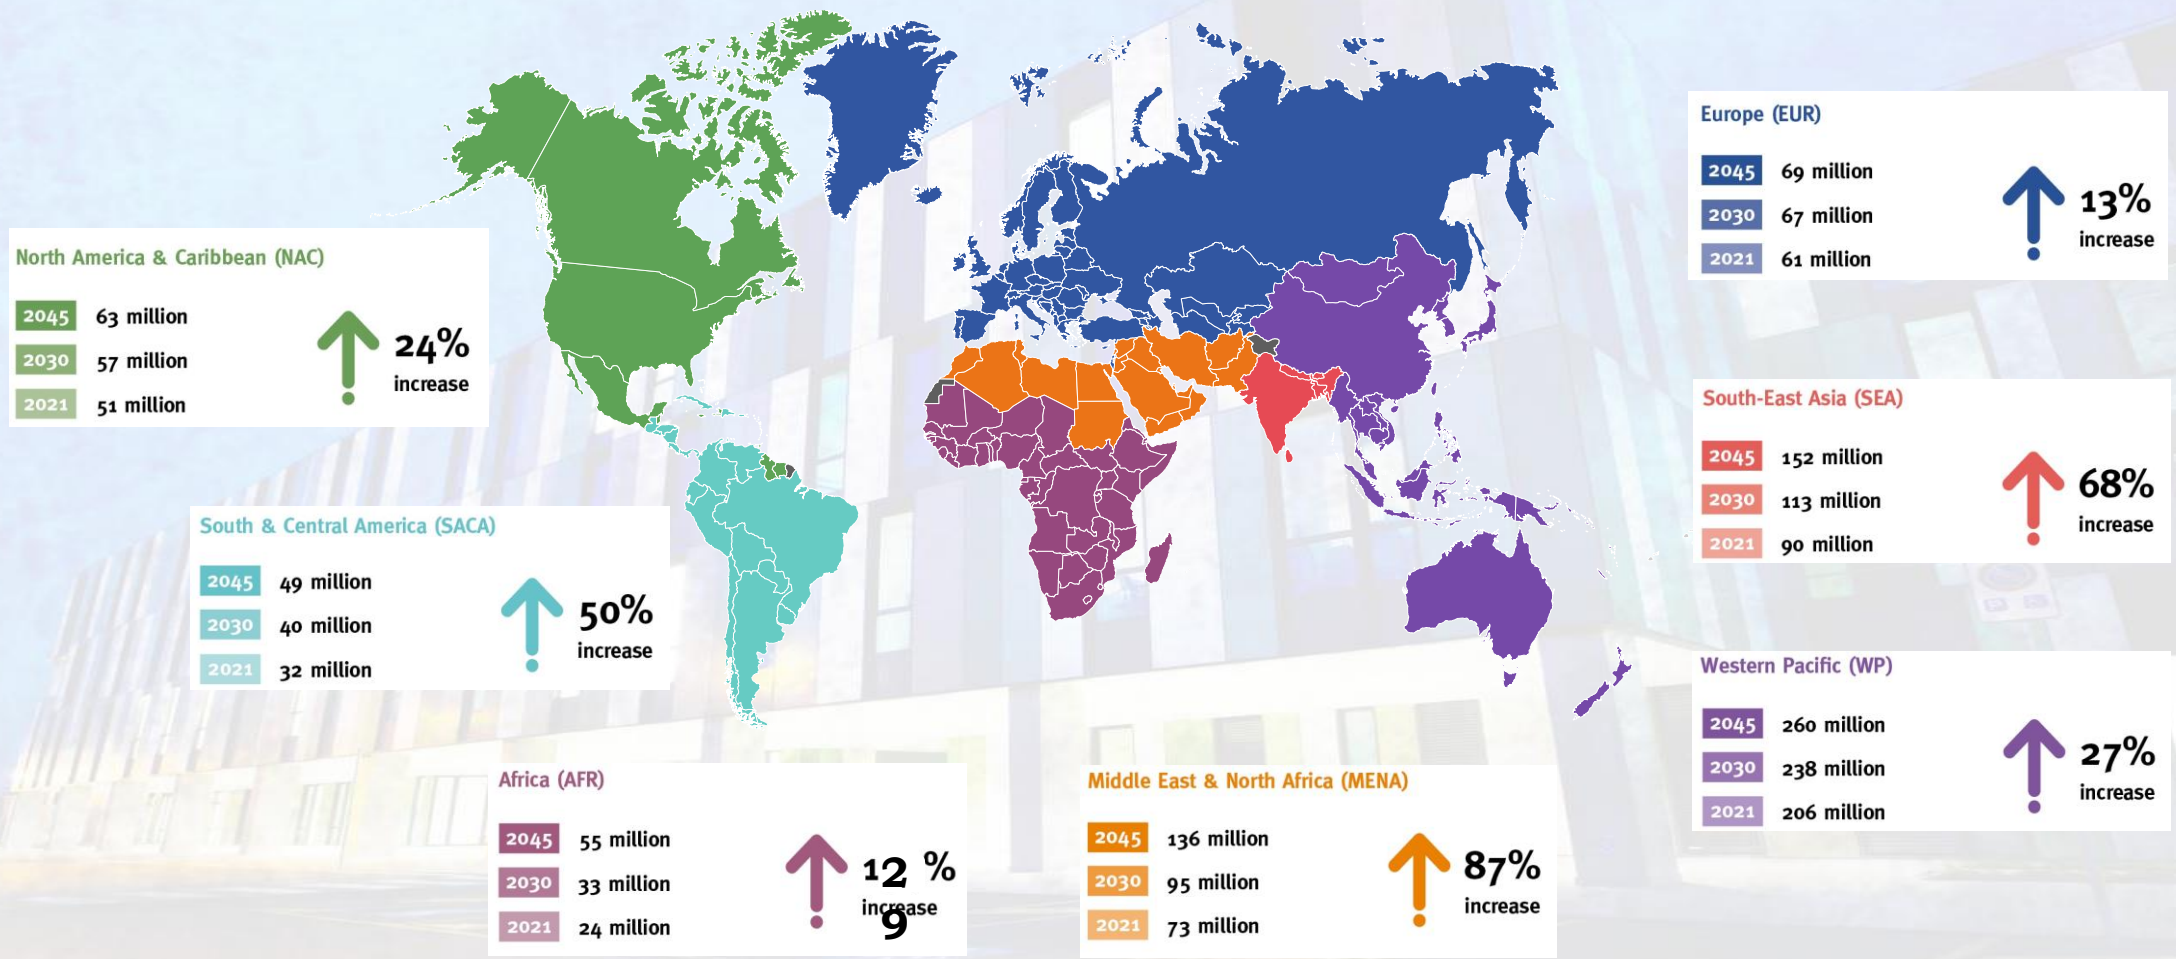 North America & Caribbean (NAC)
2045 63 million
2030 57 million
2021 51 million
24%
increase
South & Central America (SACA)
2045 49 million
2030 40 million
2021 32 million
50%
increase
Africa (AFR)
2045 55 million
2030 33 million
2021 24 million
12 %
increase
9
Middle East & North Africa (MENA)
2045 136 million
2030 95 million
2021 73 million
87%
increase
Europe (EUR)
2045 69 million
2030 67 million
2021 61 million
13%
increase
South-East Asia (SEA)
2045 152 million
2030 113 million
2021 90 million
68%
increase
Western Pacific (WP)
2045 260 million
2030 238 million
2021 206 million
27%
increase